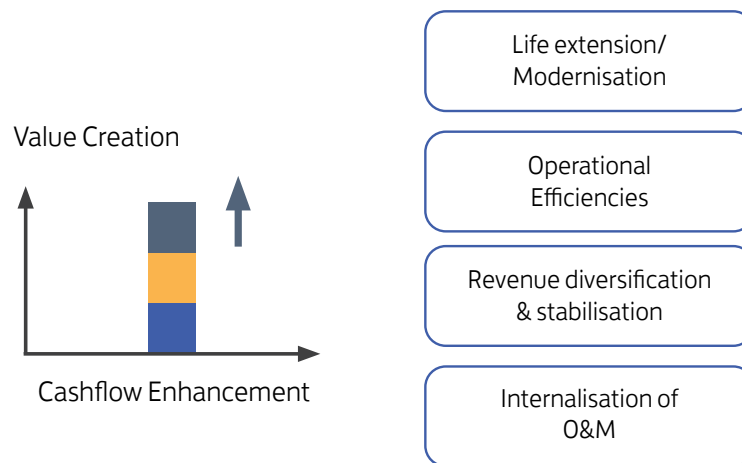 Life extension/
Modernisation
Value Creation
Operational
Efficiencies
Revenue diversification
& stabilisation
Cashflow Enhancement
Internalisation of
O&M